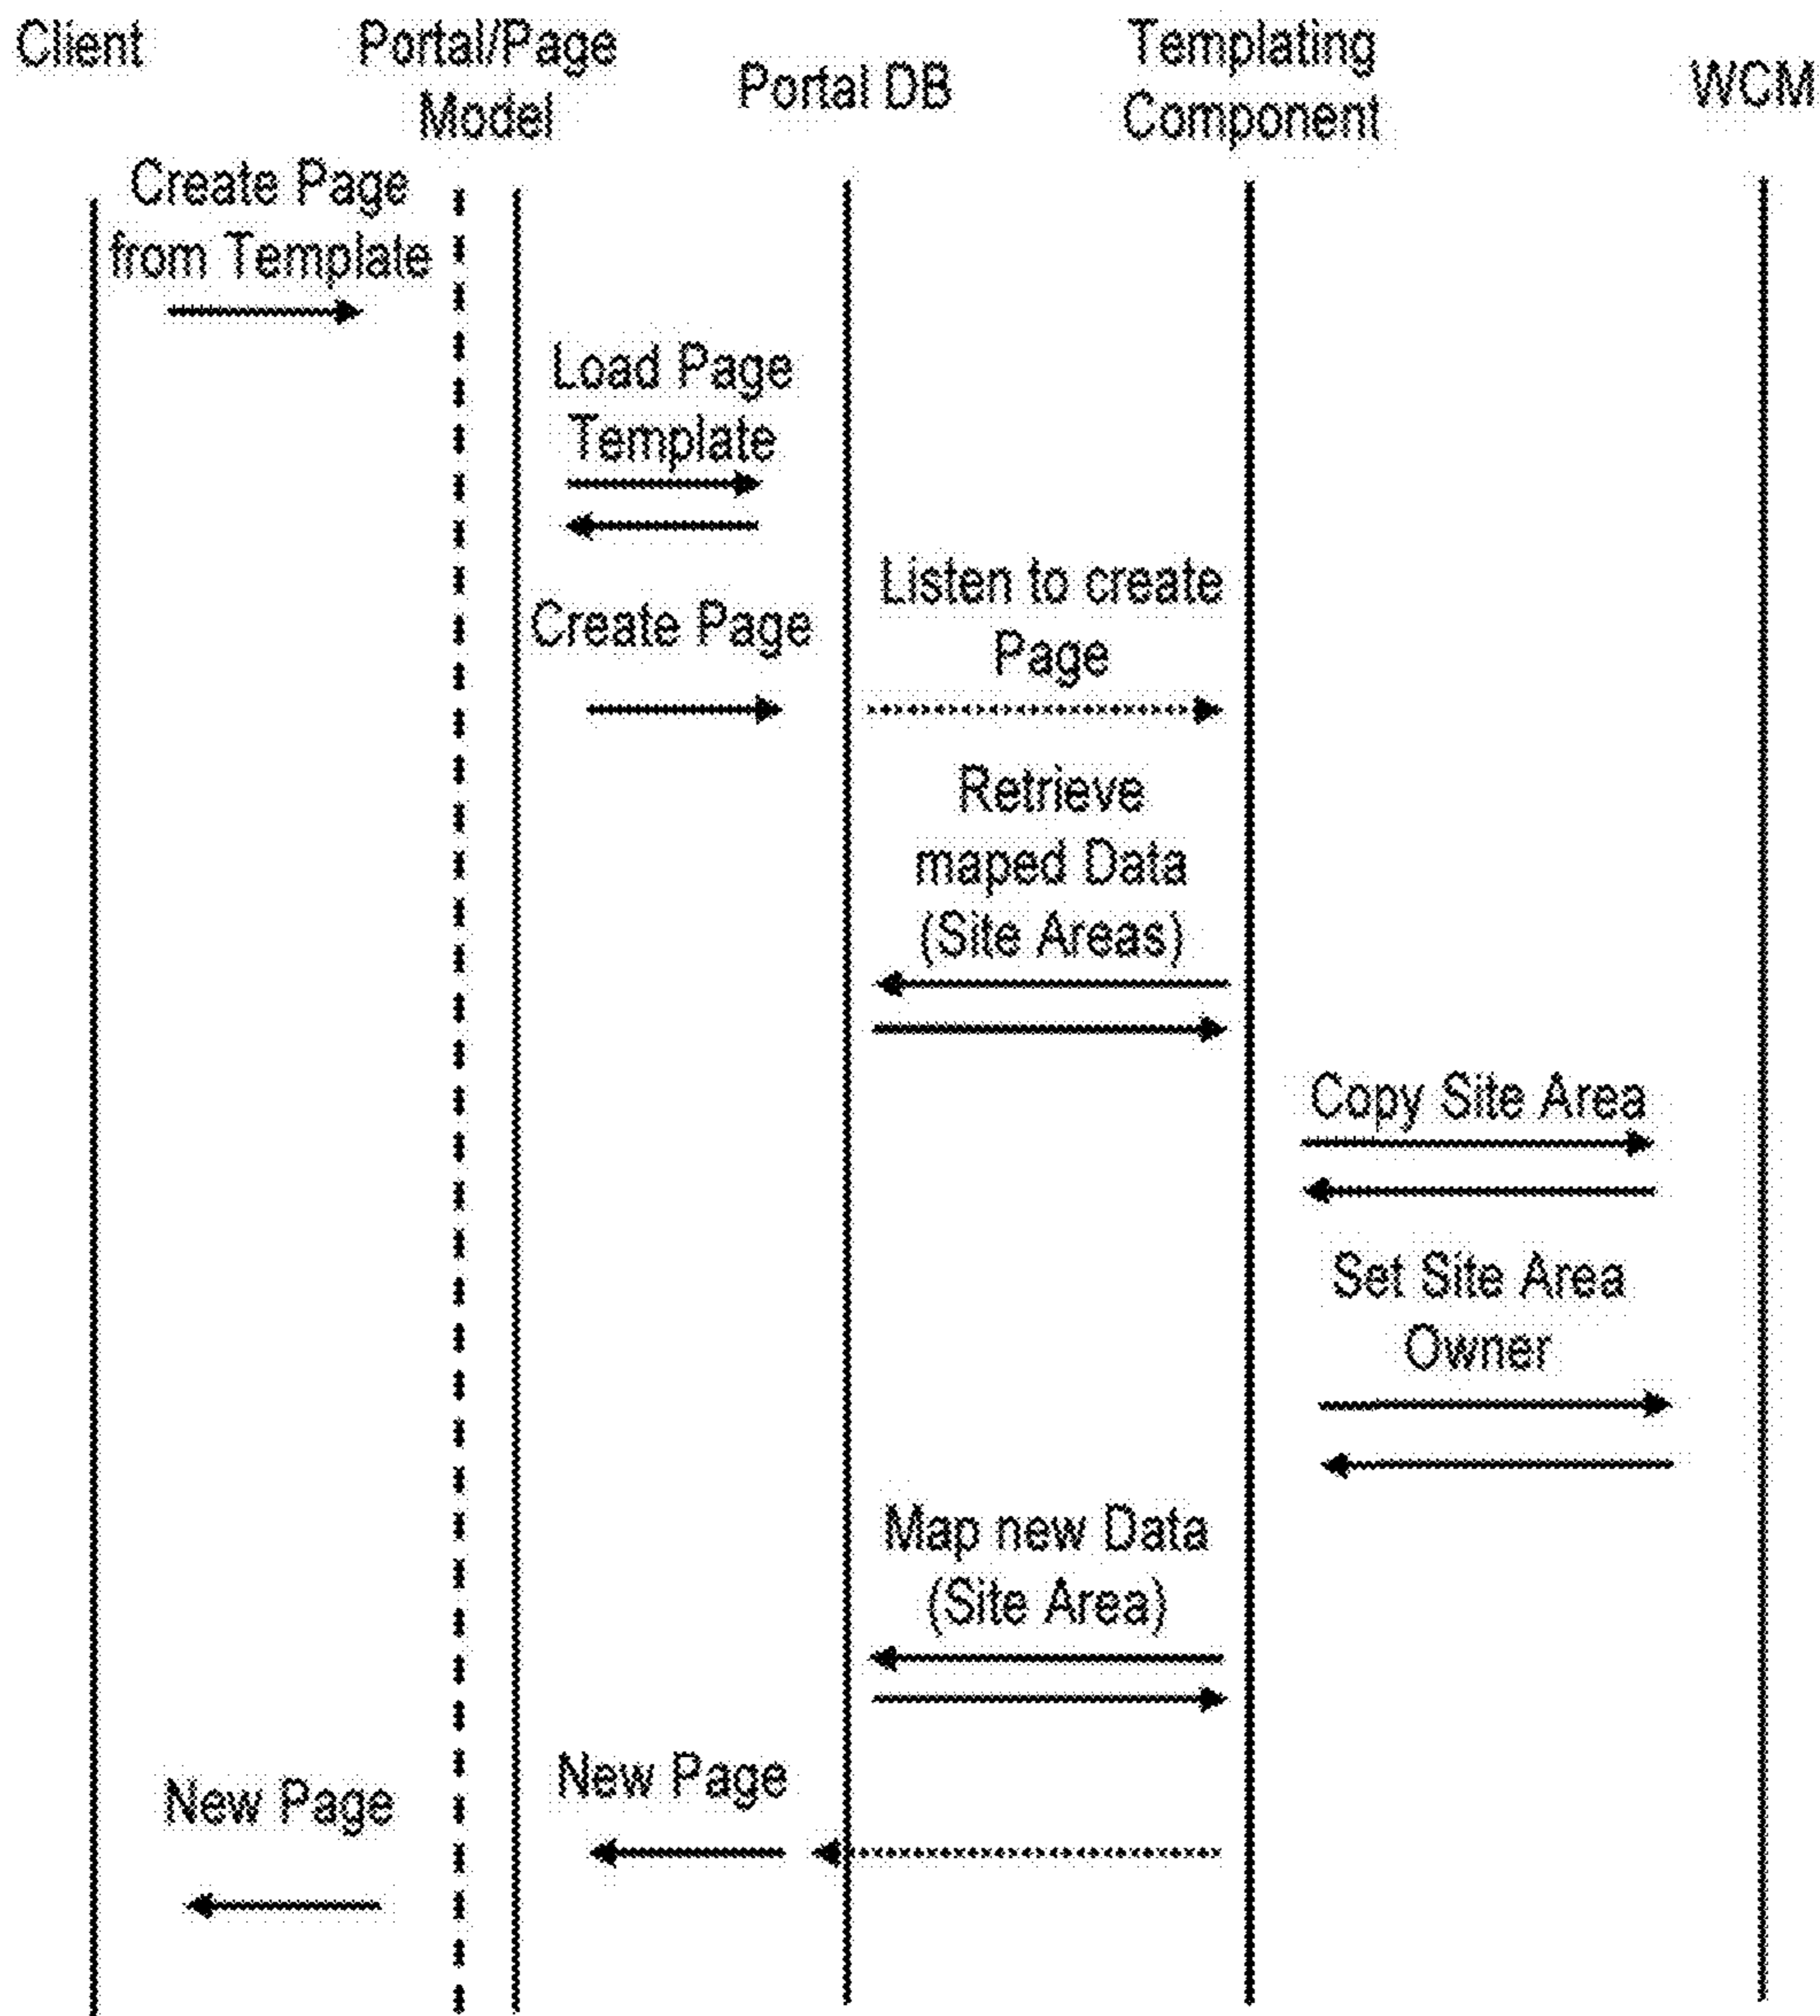 Client
Portal/Page
Model
Portal DB
Templating
Component
WCM
Create Page
from Template
Load Page
Template
Create Page
Listen to create
Page
Retrieve
maped Data
(Site Areas)
Copy Site Area
Set Site Area
Owner
Map new Data
(Site Area)
New Page
New Page